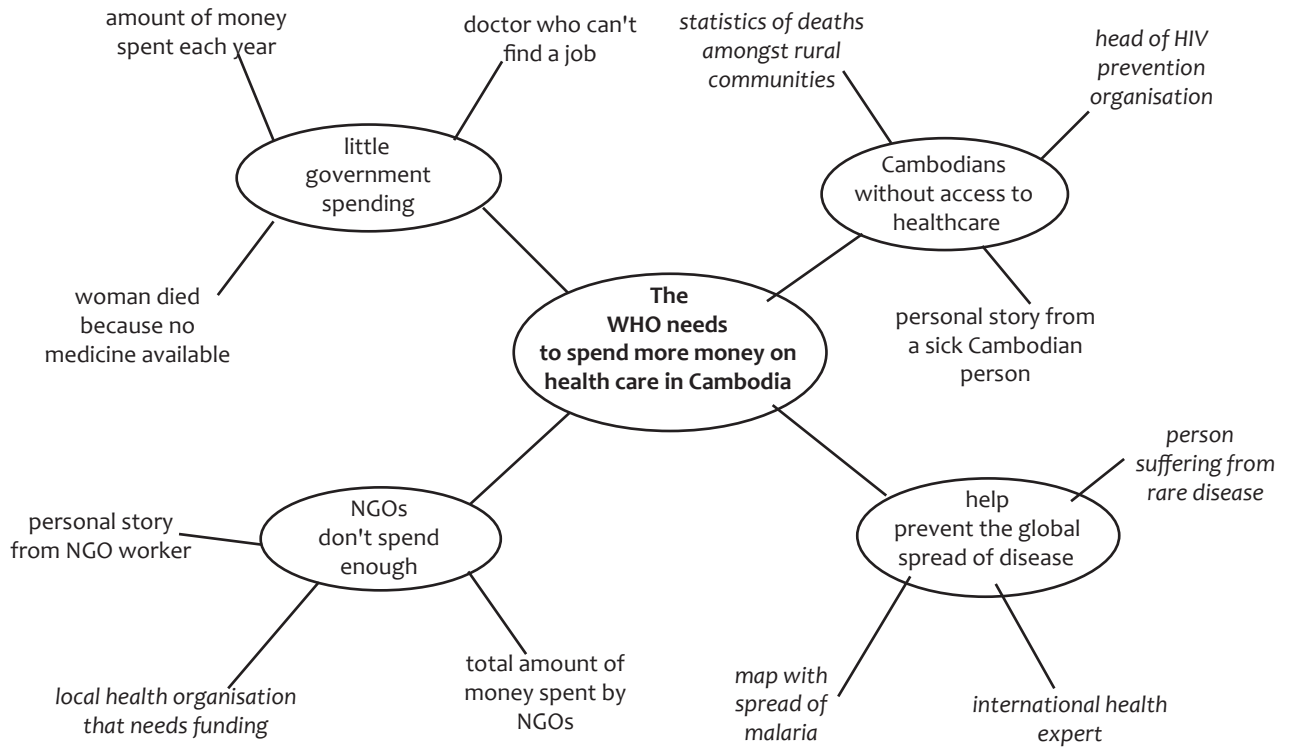 amount of money
spent each year
doctor who can't
find a job
statistics of deaths
amongst rural
communities
head of HIV
prevention
organisation
little
government
spending
Cambodians
without access to
healthcare
woman died
because no
medicine available
The
WHO needs
to spend more money on
health care in Cambodia
personal story from
a sick Cambodian
person
person
suffering from
rare disease
personal story
from NGO worker
NGOs
don't spend
enough
help
prevent the global
spread of disease
local health organisation
that needs funding
total amount of
money spent by
NGOs
map with
spread of
malaria
international health
expert